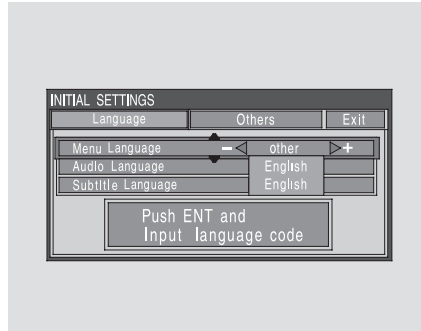 INITIAL SETTINGS
Language Others Exit
Menu Language – other +
Audio Language English
Subtitle Language English
Push ENT and
Input language code